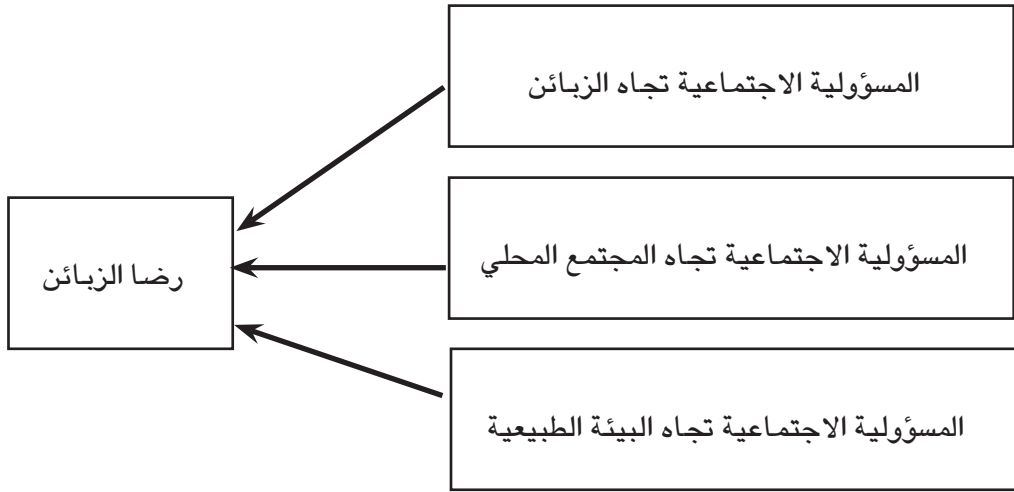 المسؤولية الاجتماعية تجاه الزبائن
المسؤولية الاجتماعية تجاه المجتمع المحلي
رضا الزبائن
المسؤولية الاجتماعية تجاه البيئة الطبيعية